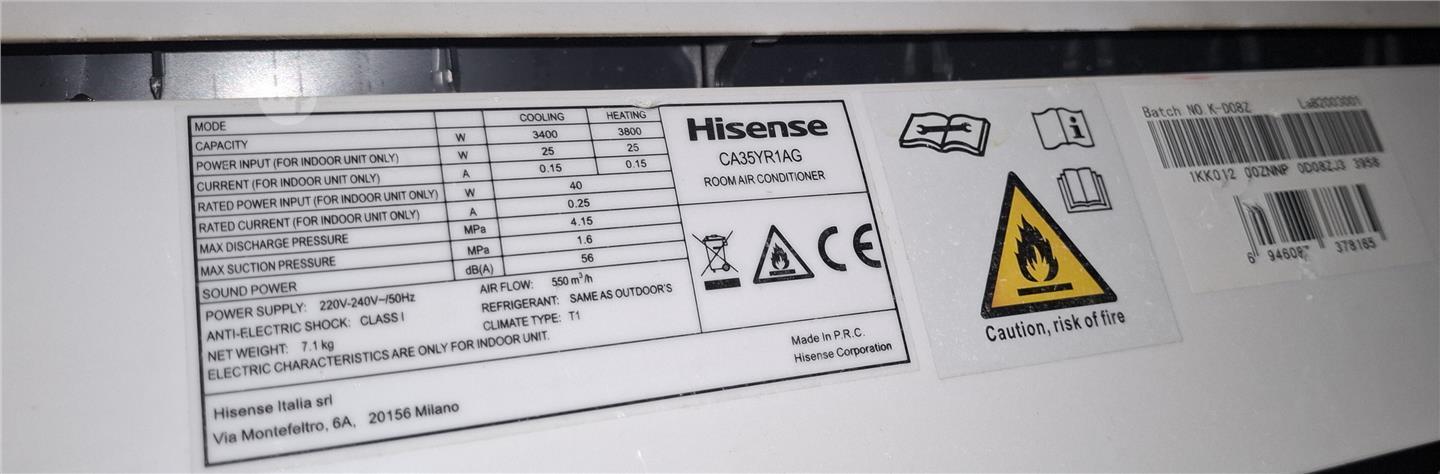 MODE COOLING HEATING
CAPACITY W 3400 3800
POWER INPUT (FOR INDOOR UNIT ONLY) W 25 25
CURRENT (FOR INDOOR UNIT ONLY) A 0.15 0.15
RATED POWER INPUT (FOR INDOOR UNIT ONLY) W 40
RATED CURRENT (FOR INDOOR UNIT ONLY) A 0.25
MAX DISCHARGE PRESSURE MPa 4.15
MAX SUCTION PRESSURE MPa 1.6
SOUND POWER dB(A) 56
POWER SUPPLY: 220V-240V~/50Hz AIR FLOW: 550 m³/h
ANTI-ELECTRIC SHOCK: CLASS I REFRIGERANT: SAME AS OUTDOOR'S
NET WEIGHT: 7.1 kg CLIMATE TYPE: T1
ELECTRIC CHARACTERISTICS ARE ONLY FOR INDOOR UNIT.
Hisense Italia srl
Via Montefeltro, 6A, 20156 Milano
Hisense
CA35YR1AG
ROOM AIR CONDITIONER
CE
Made In P.R.C.
Hisense Corporation
i
Caution, risk of fire
Batch NO.K-D08Z LaB2003001
1KK012 00ZNNP 0D08ZJ3 3958
6 946087 378165